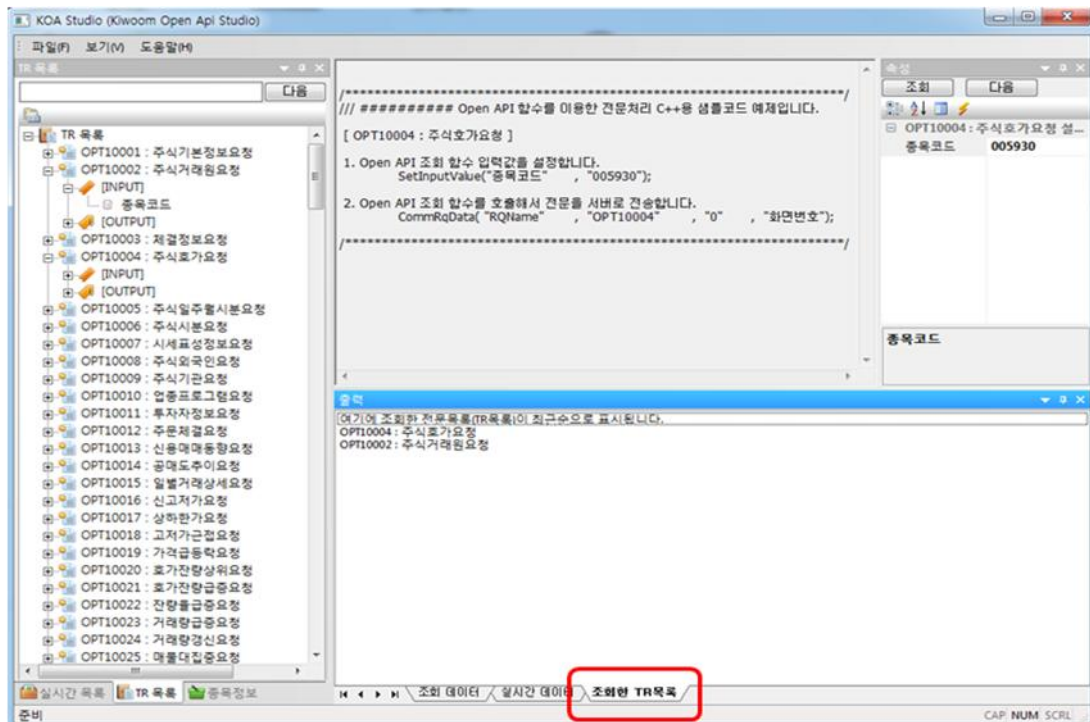 KOA Studio (Kiwoom Open Api Studio)
파일(F) 보기(V) 도움말(H)
TR 목록
다음
TR 목록
OPT10001 : 주식기본정보요청
OPT10002 : 주식거래원요청
[INPUT]
종목코드
[OUTPUT]
OPT10003 : 체결정보요청
OPT10004 : 주식호가요청
[INPUT]
[OUTPUT]
OPT10005 : 주식일주월시분요청
OPT10006 : 주식시분요청
OPT10007 : 시세표성정보요청
OPT10008 : 주식외국인요청
OPT10009 : 주식기관요청
OPT10010 : 업종프로그램요청
OPT10011 : 투자자정보요청
OPT10012 : 주문체결요청
OPT10013 : 신용매매동향요청
OPT10014 : 공매도추이요청
OPT10015 : 일별거래상세요청
OPT10016 : 신고저가요청
OPT10017 : 상하한가요청
OPT10018 : 고저가근접요청
OPT10019 : 가격급등락요청
OPT10020 : 호가잔량상위요청
OPT10021 : 호가잔량급증요청
OPT10022 : 잔량율급증요청
OPT10023 : 거래량급증요청
OPT10024 : 거래량갱신요청
OPT10025 : 매물대집중요청
실시간 목록 TR 목록 종목정보
/********************************************************************/
/// ########## Open API 함수를 이용한 전문처리 C++용 샘플코드 예제입니다.
[ OPT10004 : 주식호가요청 ]
1. Open API 조회 함수 입력값을 설정합니다.
SetInputValue("종목코드" , "005930");
2. Open API 조회 함수를 호출해서 전문을 서버로 전송합니다.
CommRqData( "RQName" , "OPT10004" , "0" , "화면번호");
/********************************************************************/
출력
여기에 조회한 전문목록(TR목록)이 최근순으로 표시됩니다.
OPT10004 : 주식호가요청
OPT10002 : 주식거래원요청
조회 데이터 실시간 데이터 조회한 TR목록
속성
조회 다음
OPT10004 : 주식호가요청 설...
종목코드 005930
종목코드
준비
CAP NUM SCRL